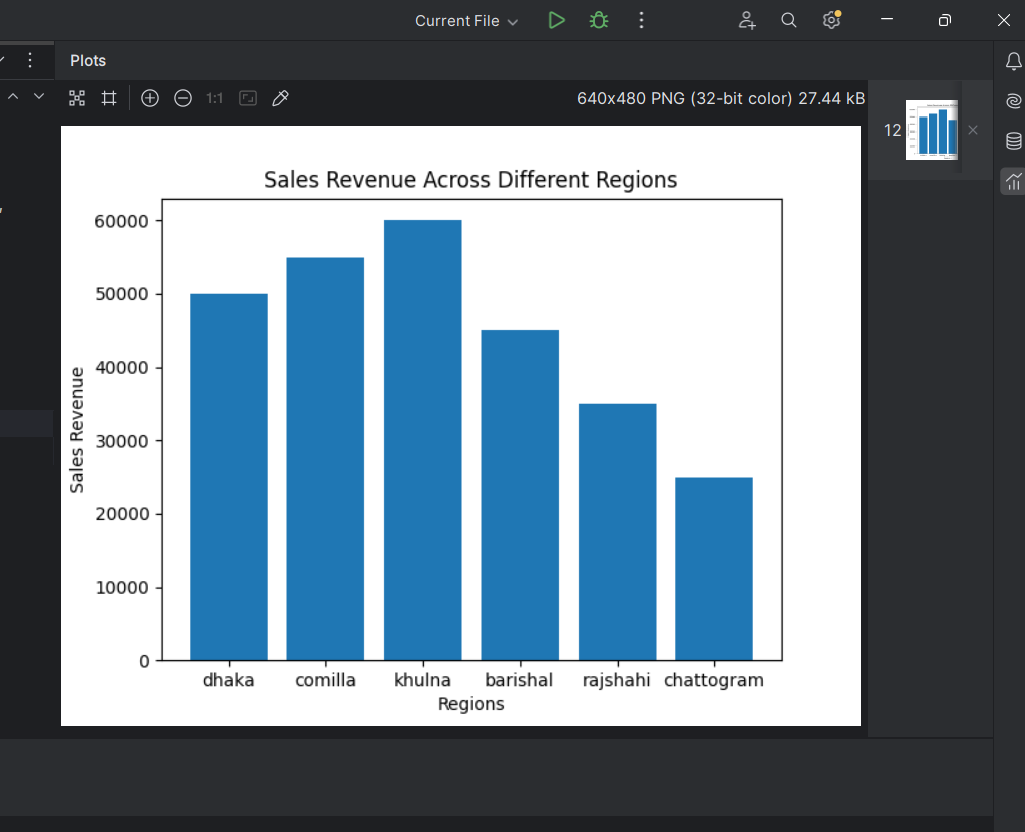 Current File
Plots
1:1
640x480 PNG (32-bit color) 27.44 kB
12
Sales Revenue Across Different Regions
60000
50000
40000
30000
20000
10000
0
Sales Revenue
dhaka comilla khulna barishal rajshahi chattogram
Regions